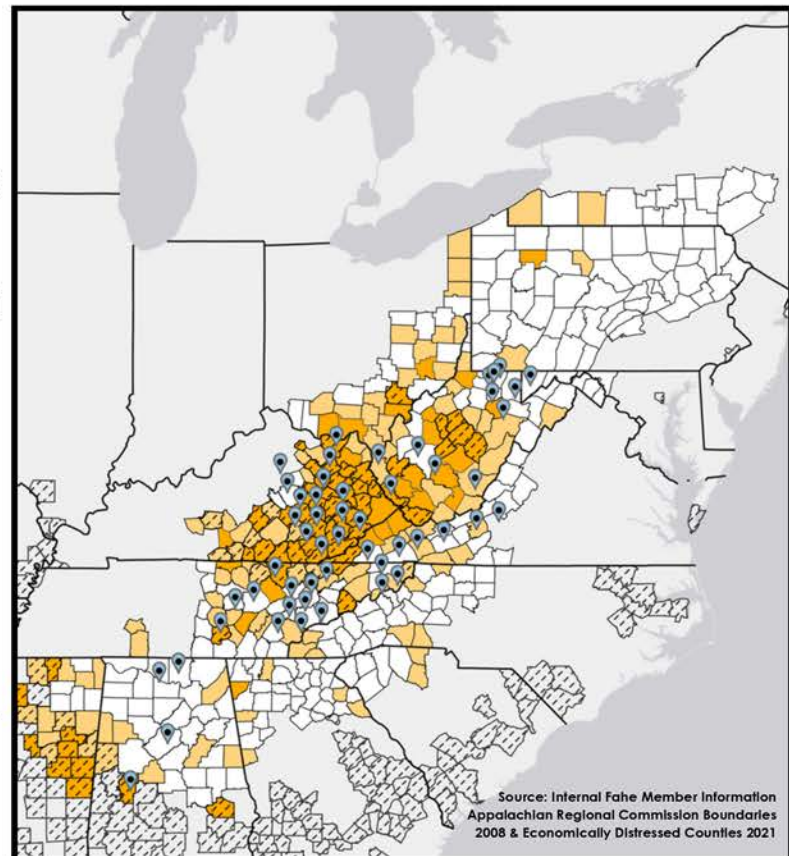 Source: Internal Fahe Member Information
Appalachian Regional Commission Boundaries
2008 & Economically Distressed Counties 2021